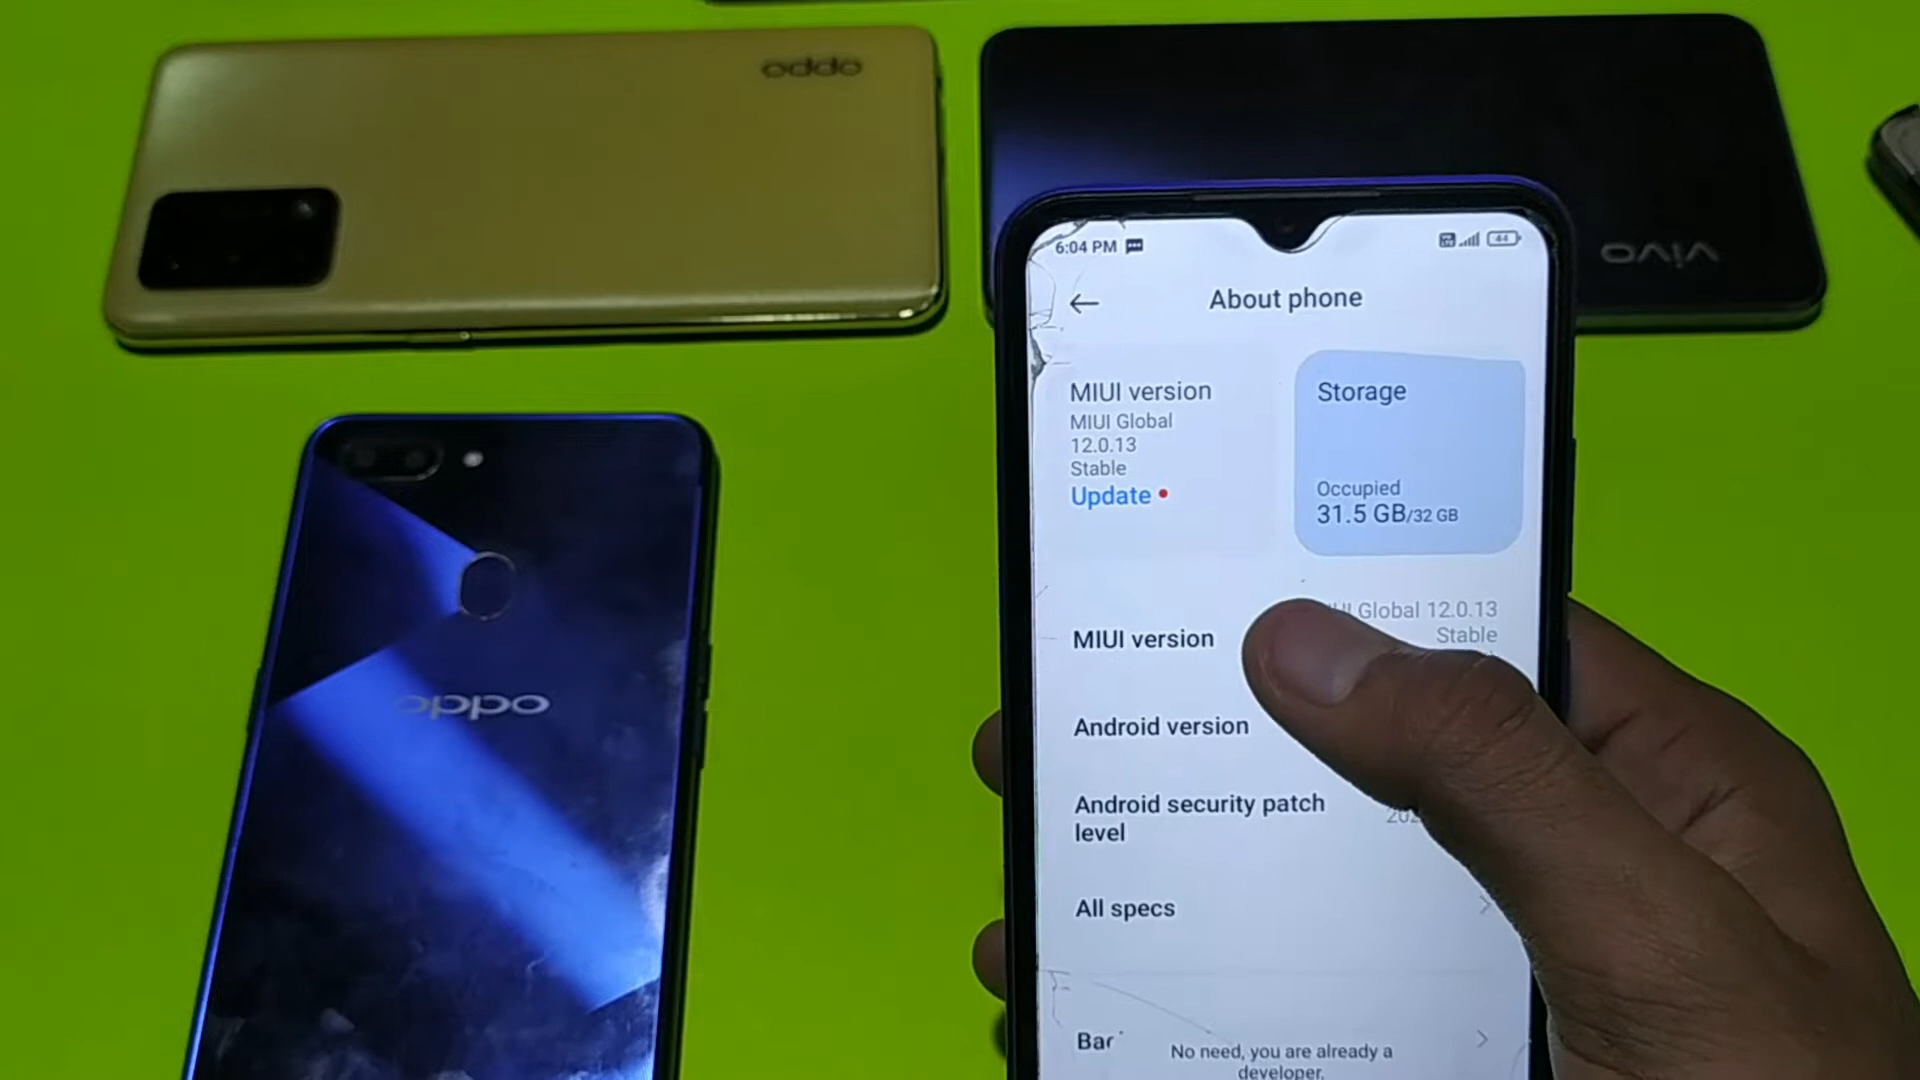 oppo
vivo
6:04 PM
44
About phone
MIUI version
MIUI Global
12.0.13
Stable
Update
Storage
Occupied
31.5 GB/32 GB
MIUI version
Global 12.0.13
Stable
Android version
Android security patch
level
All specs
No need, you are already a
developer.
oppo